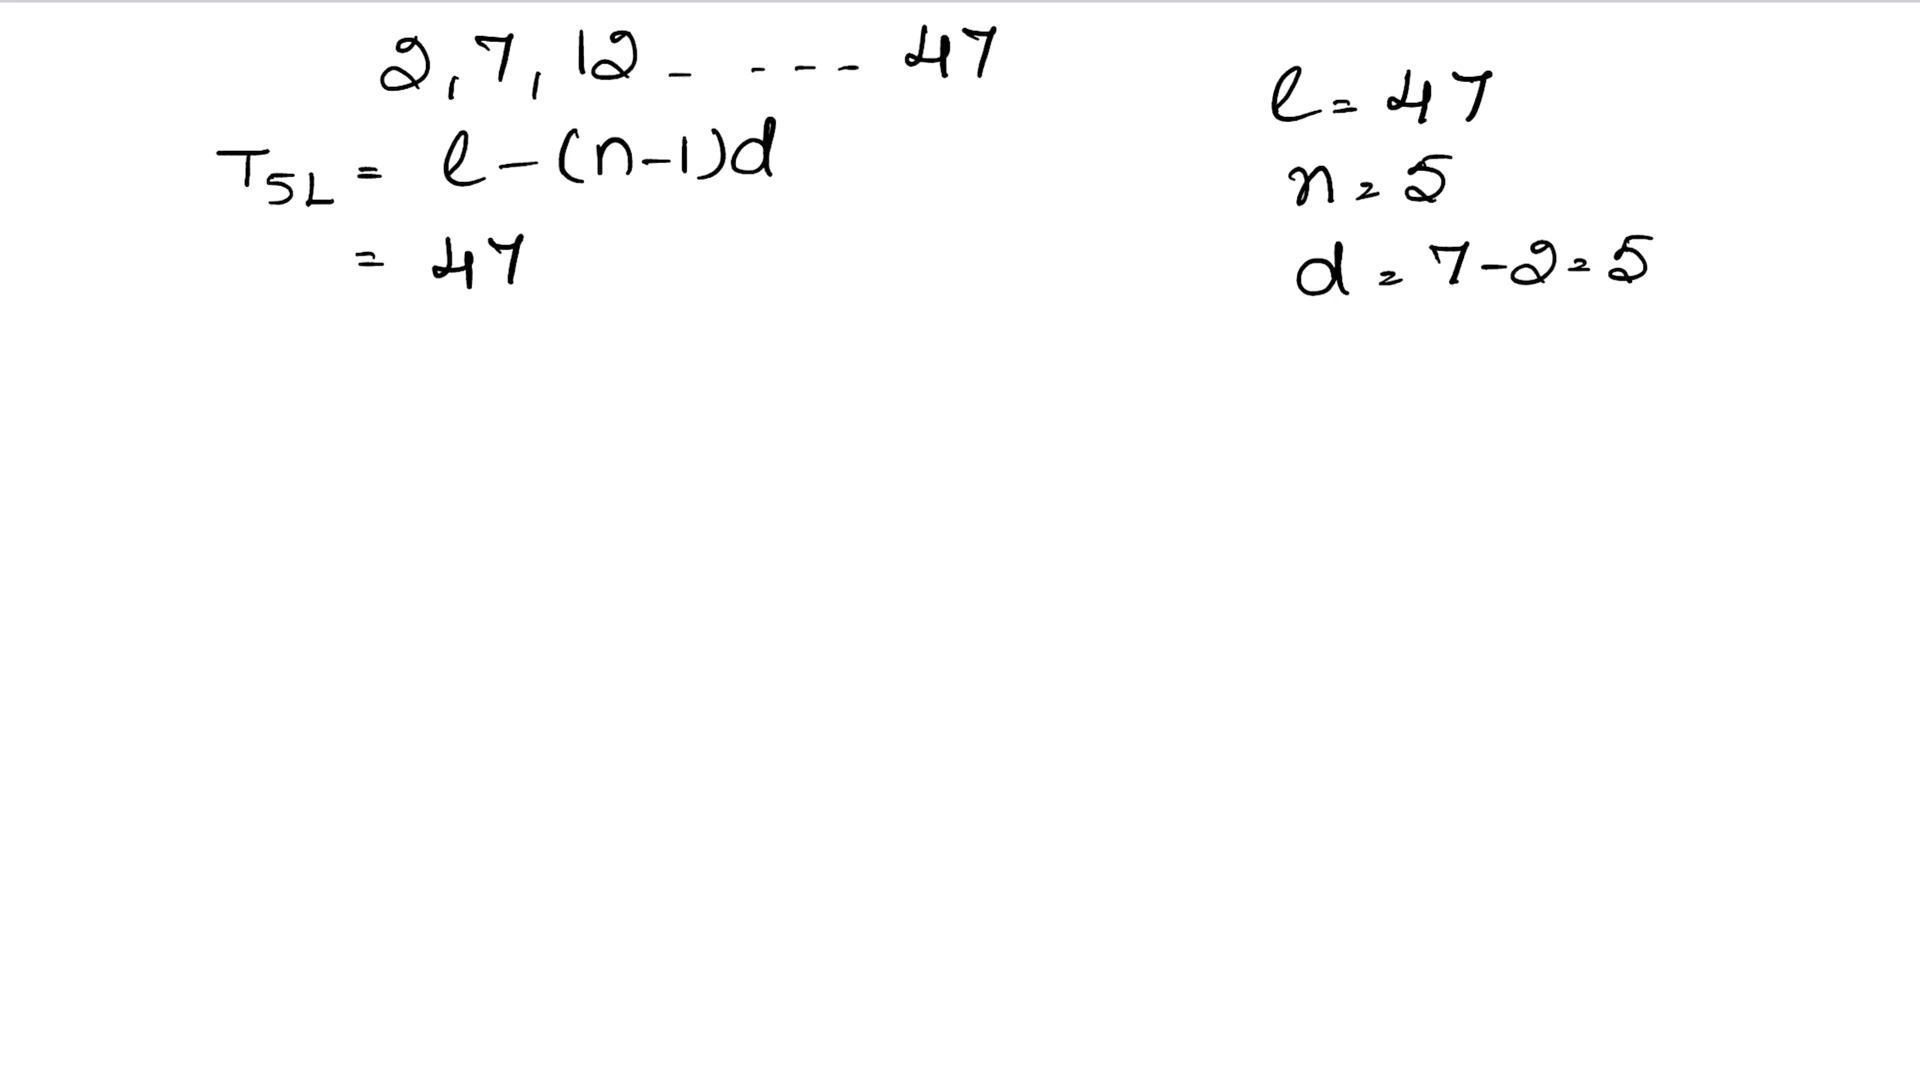 2, 7, 12 - - - - - 47
T5L = l - (n-1)d
= 47
l = 47
n = 5
d = 7-2 = 5